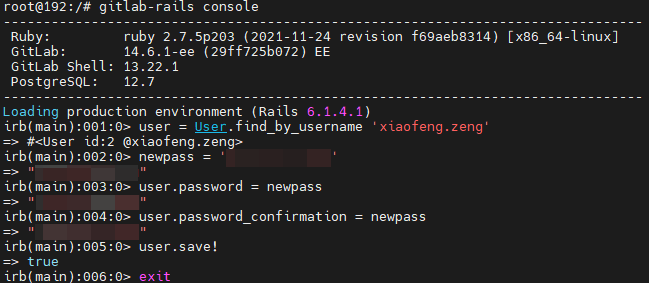 root@192:/# gitlab-rails console
--------------------------------------------------------------------------------
 Ruby:         ruby 2.7.5p203 (2021-11-24 revision f69aeb8314) [x86_64-linux]
 GitLab:       14.6.1-ee (29ff725b072) EE
 GitLab Shell: 13.22.1
 PostgreSQL:   12.7
--------------------------------------------------------------------------------
Loading production environment (Rails 6.1.4.1)
irb(main):001:0> user = User.find_by_username 'xiaofeng.zeng'
=> #<User id:2 @xiaofeng.zeng>
irb(main):002:0> newpass = ' '
=> " "
irb(main):003:0> user.password = newpass
=> " "
irb(main):004:0> user.password_confirmation = newpass
=> " "
irb(main):005:0> user.save!
=> true
irb(main):006:0> exit